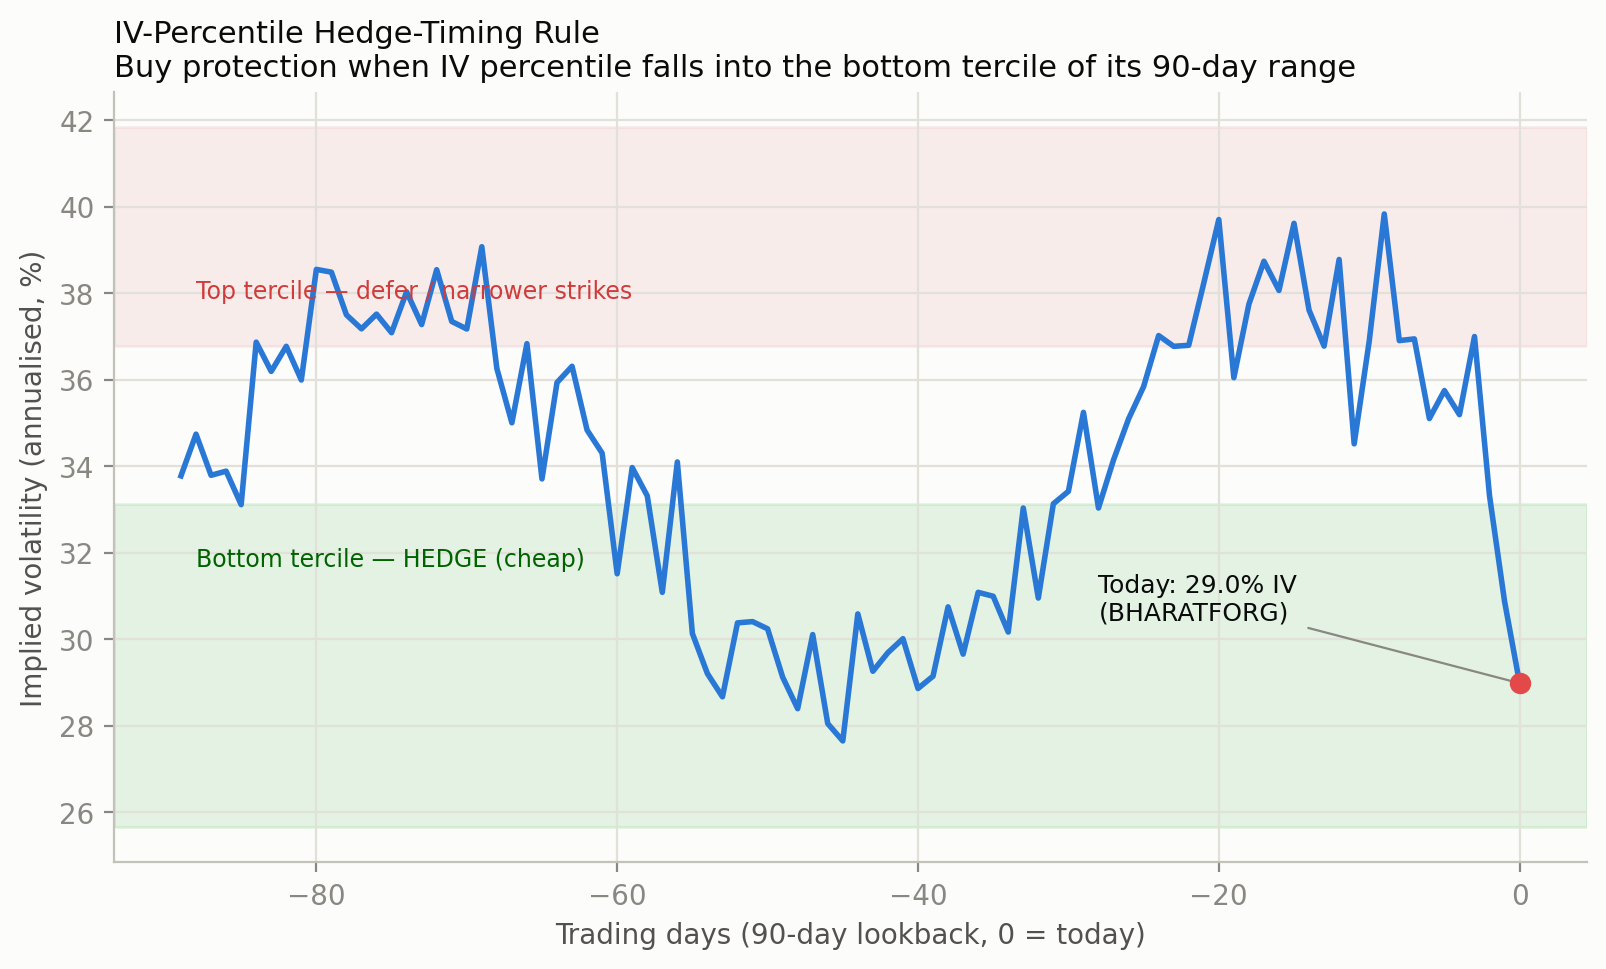 IV-Percentile Hedge-Timing Rule
Buy protection when IV percentile falls into the bottom tercile of its 90-day range
42
40
38
36
34
32
30
28
26
Implied volatility (annualised, %)
Top tercile — defer / narrower strikes
Bottom tercile — HEDGE (cheap)
Today: 29.0% IV
(BHARATFORG)
−80
−60
−40
−20
0
Trading days (90-day lookback, 0 = today)